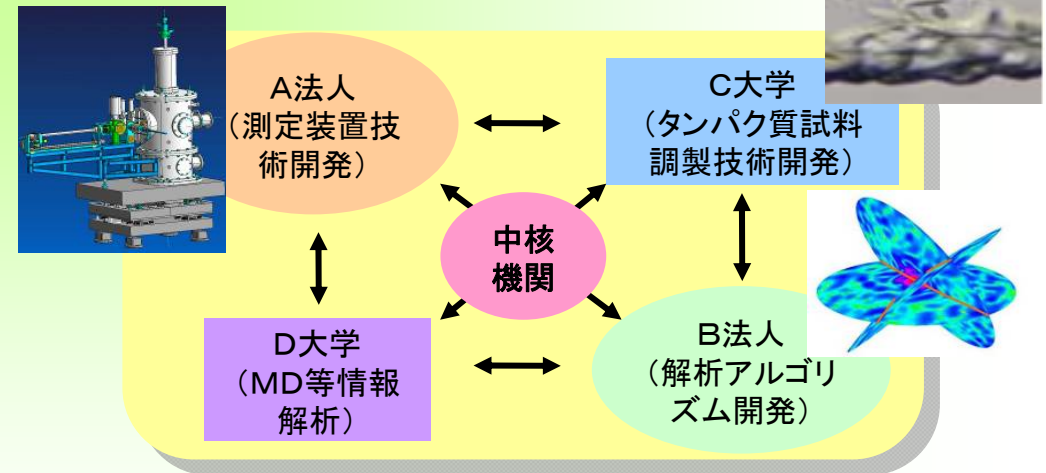 A法人
(測定装置技
術開発)
C大学
(タンパク質試料
調製技術開発)
中核
機関
D大学
(MD等情報
解析)
B法人
(解析アルゴリ
ズム開発)